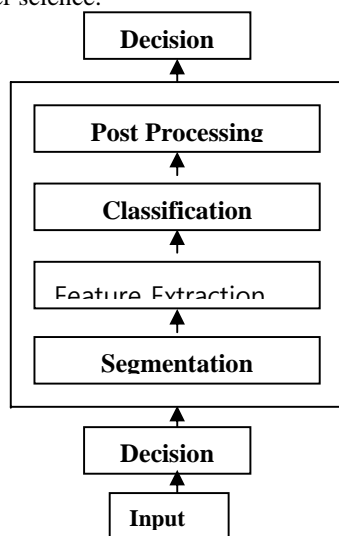 er science.
Decision
Post Processing
Classification
Feature Extraction
Segmentation
Decision
Input